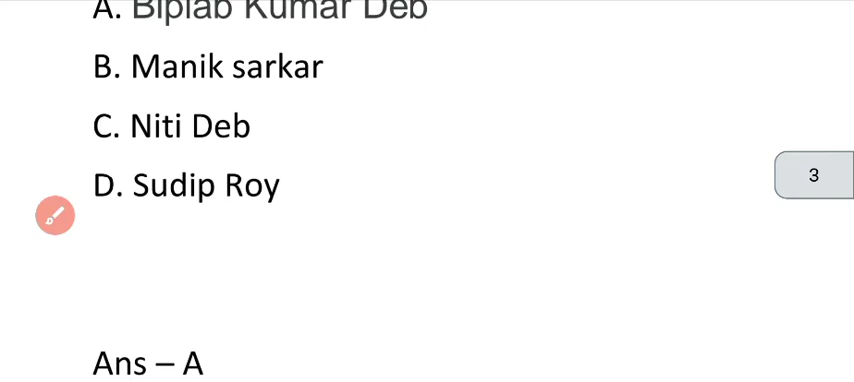 A. Biplab Kumar Deb
B. Manik sarkar
C. Niti Deb
3
D. Sudip Roy
Ans – A